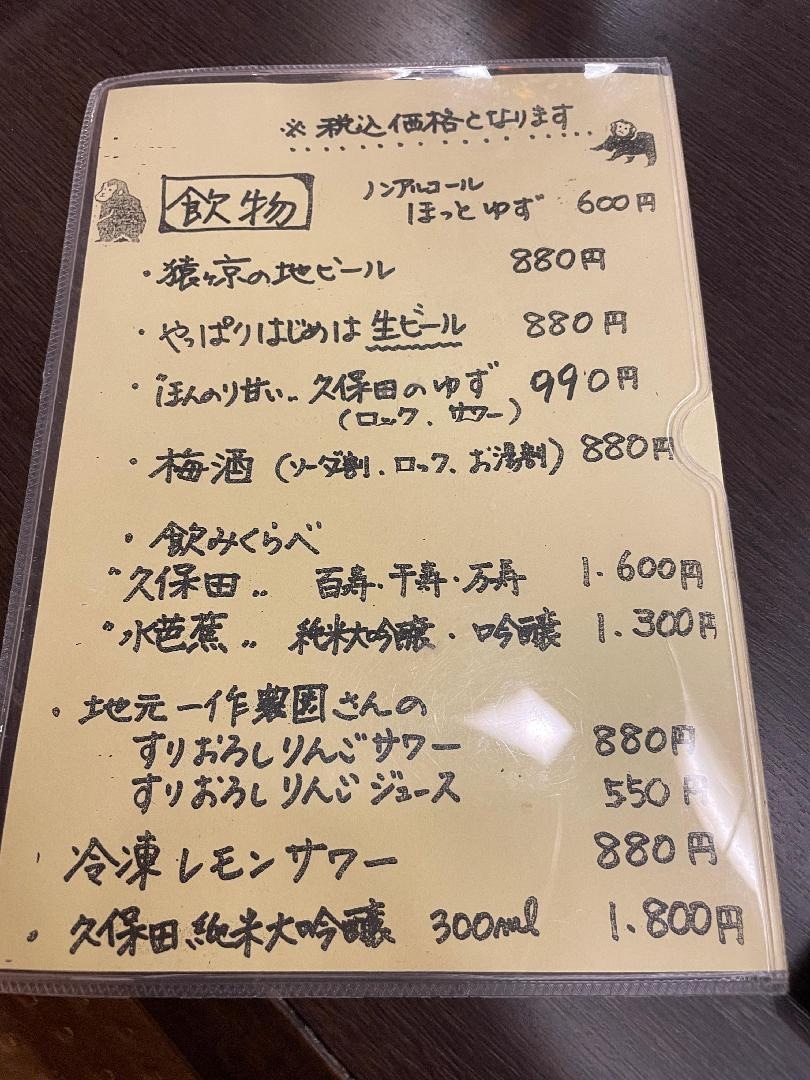 ※税込価格となります
飲物
ノンアルコール
ほっとゆず 600円
・猿ヶ京の地ビール 880円
・やっぱりはじめは生ビール 880円
・"ほんのり甘い.. 久保田のゆず 990円
(ロック、サワー)
・梅酒 (ソーダ割、ロック、お湯割) 880円
・飲みくらべ
"久保田.. 百寿・千寿・万寿 1.600円
"水芭蕉.. 純米大吟醸・吟醸 1.300円
・地元一作農園さんの
すりおろしりんごサワー 880円
すりおろしりんごジュース 550円
・冷凍レモンサワー 880円
・久保田純米大吟醸 300ml 1.800円